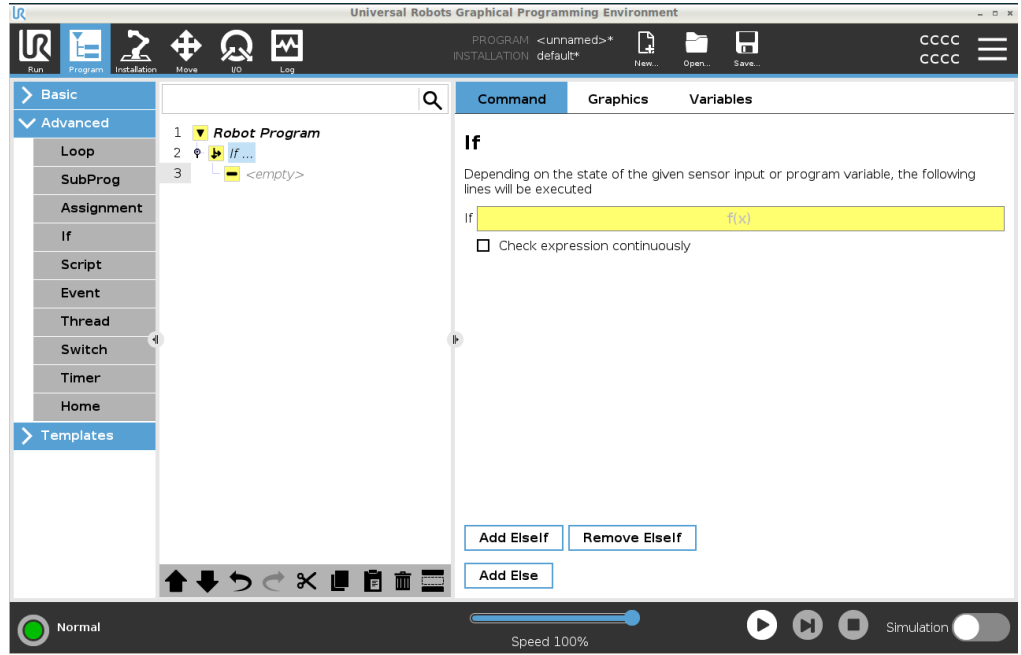 Universal Robots Graphical Programming Environment
UR
Run
Program
Installation
Move
I/O
Log
PROGRAM <unnamed>*
INSTALLATION default*
New...
Open...
Save...
CCCC
CCCC
Basic
Advanced
Loop
SubProg
Assignment
If
Script
Event
Thread
Switch
Timer
Home
Templates
1 Robot Program
2 If ...
3 <empty>
Command Graphics Variables
If
Depending on the state of the given sensor input or program variable, the following
lines will be executed
If f(x)
Check expression continuously
Add ElseIf Remove ElseIf
Add Else
Normal
Speed 100%
Simulation